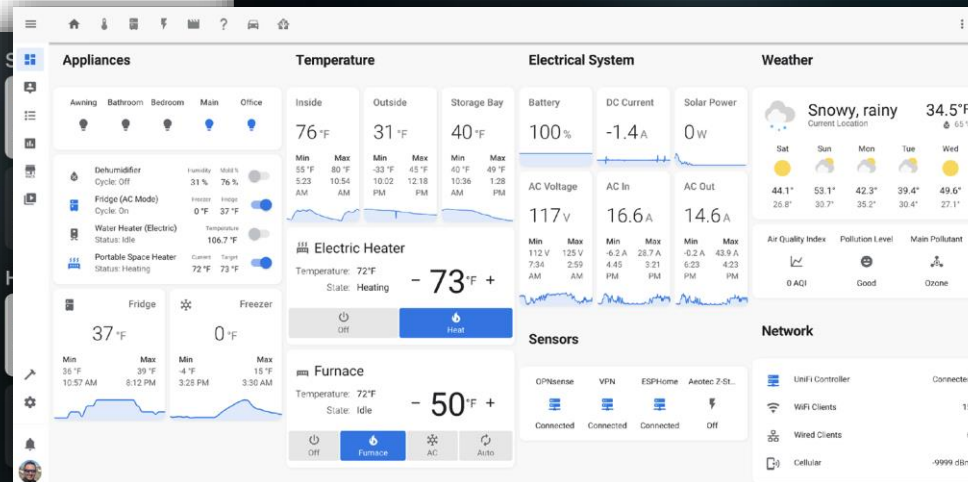 Appliances
Awning Bathroom Bedroom Main Office
Dehumidifier
Cycle: Off
Humidity Mold %
31 % 76 %
Fridge (AC Mode)
Cycle: On
Freezer Fridge
0 °F 37 °F
Water Heater (Electric)
Status: Idle
Temperature
106.7 °F
Portable Space Heater
Status: Heating
Current Target
72 °F 73 °F
Fridge
37 °F
Min Max
36 °F 39 °F
10:57 AM 8:12 PM
Freezer
0 °F
Min Max
-4 °F 15 °F
3:28 PM 3:30 AM
Temperature
Inside
76 °F
Min Max
55 °F 80 °F
5:23 10:54
AM AM
Outside
31 °F
Min Max
-33 °F 45 °F
10:02 12:18
PM PM
Storage Bay
40 °F
Min Max
40 °F 49 °F
10:36 1:28
AM PM
Electric Heater
Temperature: 72°F
State: Heating
- 73 °F +
Off Heat
Furnace
Temperature: 72°F
State: Idle
- 50 °F +
Off Furnace AC Auto
Electrical System
Battery
100 %
DC Current
-1.4 A
Solar Power
0 W
AC Voltage
117 V
Min Max
112 V 125 V
7:34 2:59
AM AM
AC In
16.6 A
Min Max
-6.2 A 28.7 A
4:45 3:21
PM PM
AC Out
14.6 A
Min Max
-0.2 A 43.9 A
6:23 4:23
PM PM
Sensors
OPNsense VPN ESPHome Aeotec Z-St...
Connected Connected Connected Off
Weather
Snowy, rainy
Current Location
34.5°F
65
Sat Sun Mon Tue Wed
44.1° 53.1° 42.3° 39.4° 49.6°
26.8° 33.7° 35.2° 30.4° 27.1°
Air Quality Index Pollution Level Main Pollutant
0 AQI Good Ozone
Network
UniFi Controller Connected
WiFi Clients
Wired Clients
Cellular -9999 dBm